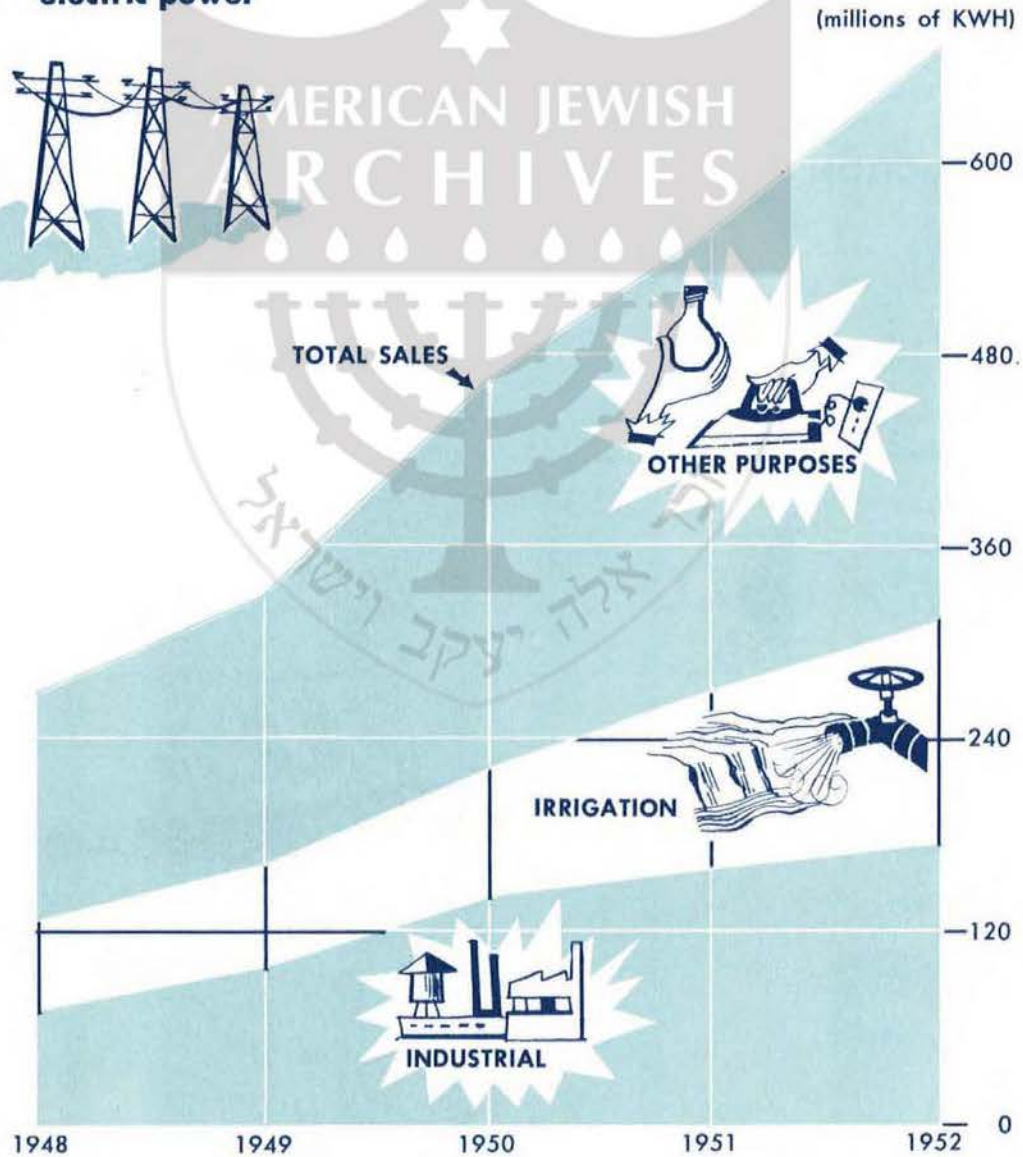 electric power
(millions of KWH)
AMERICAN JEWISH
ARCHIVES
600
TOTAL SALES
480
OTHER PURPOSES
360
אלה יעקב וישראל
240
IRRIGATION
120
INDUSTRIAL
0
1948 1949 1950 1951 1952